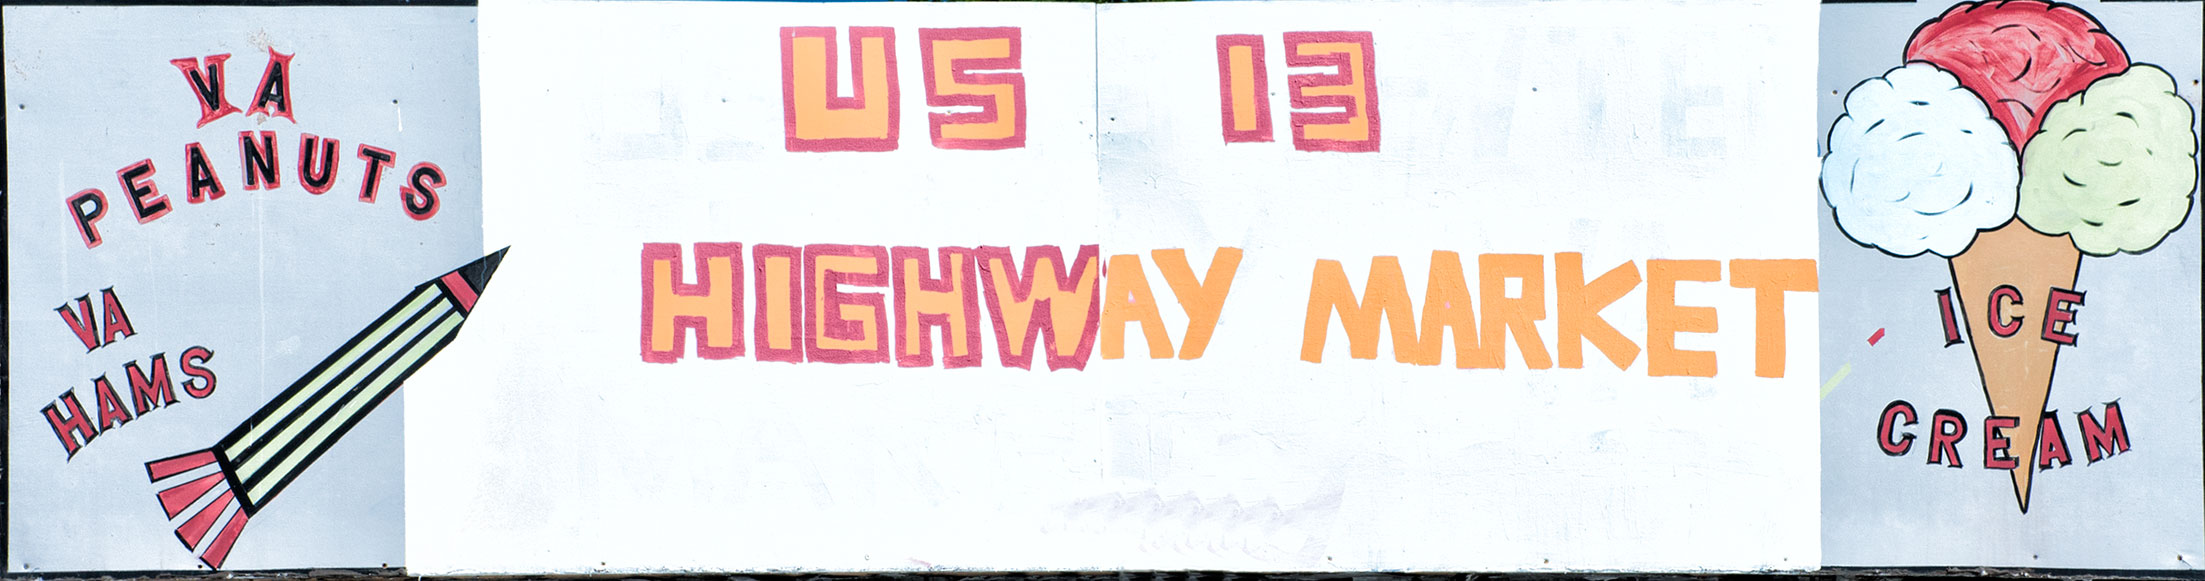 VA
PEANUTS
VA
HAMS
US 13
HIGHWAY MARKET
ICE
CREAM